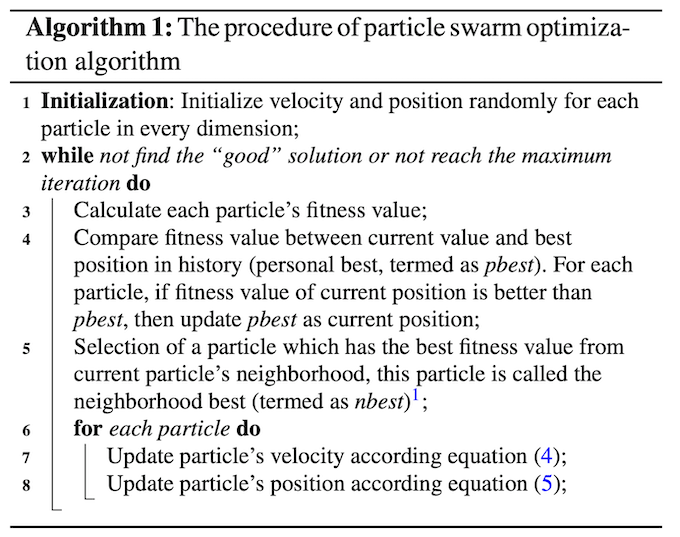 Algorithm 1: The procedure of particle swarm optimiza-
tion algorithm
1 Initialization: Initialize velocity and position randomly for each
particle in every dimension;
2 while not find the “good” solution or not reach the maximum
iteration do
3 Calculate each particle’s fitness value;
4 Compare fitness value between current value and best
position in history (personal best, termed as pbest). For each
particle, if fitness value of current position is better than
pbest, then update pbest as current position;
5 Selection of a particle which has the best fitness value from
current particle’s neighborhood, this particle is called the
neighborhood best (termed as nbest)1;
6 for each particle do
7 Update particle’s velocity according equation (4);
8 Update particle’s position according equation (5);